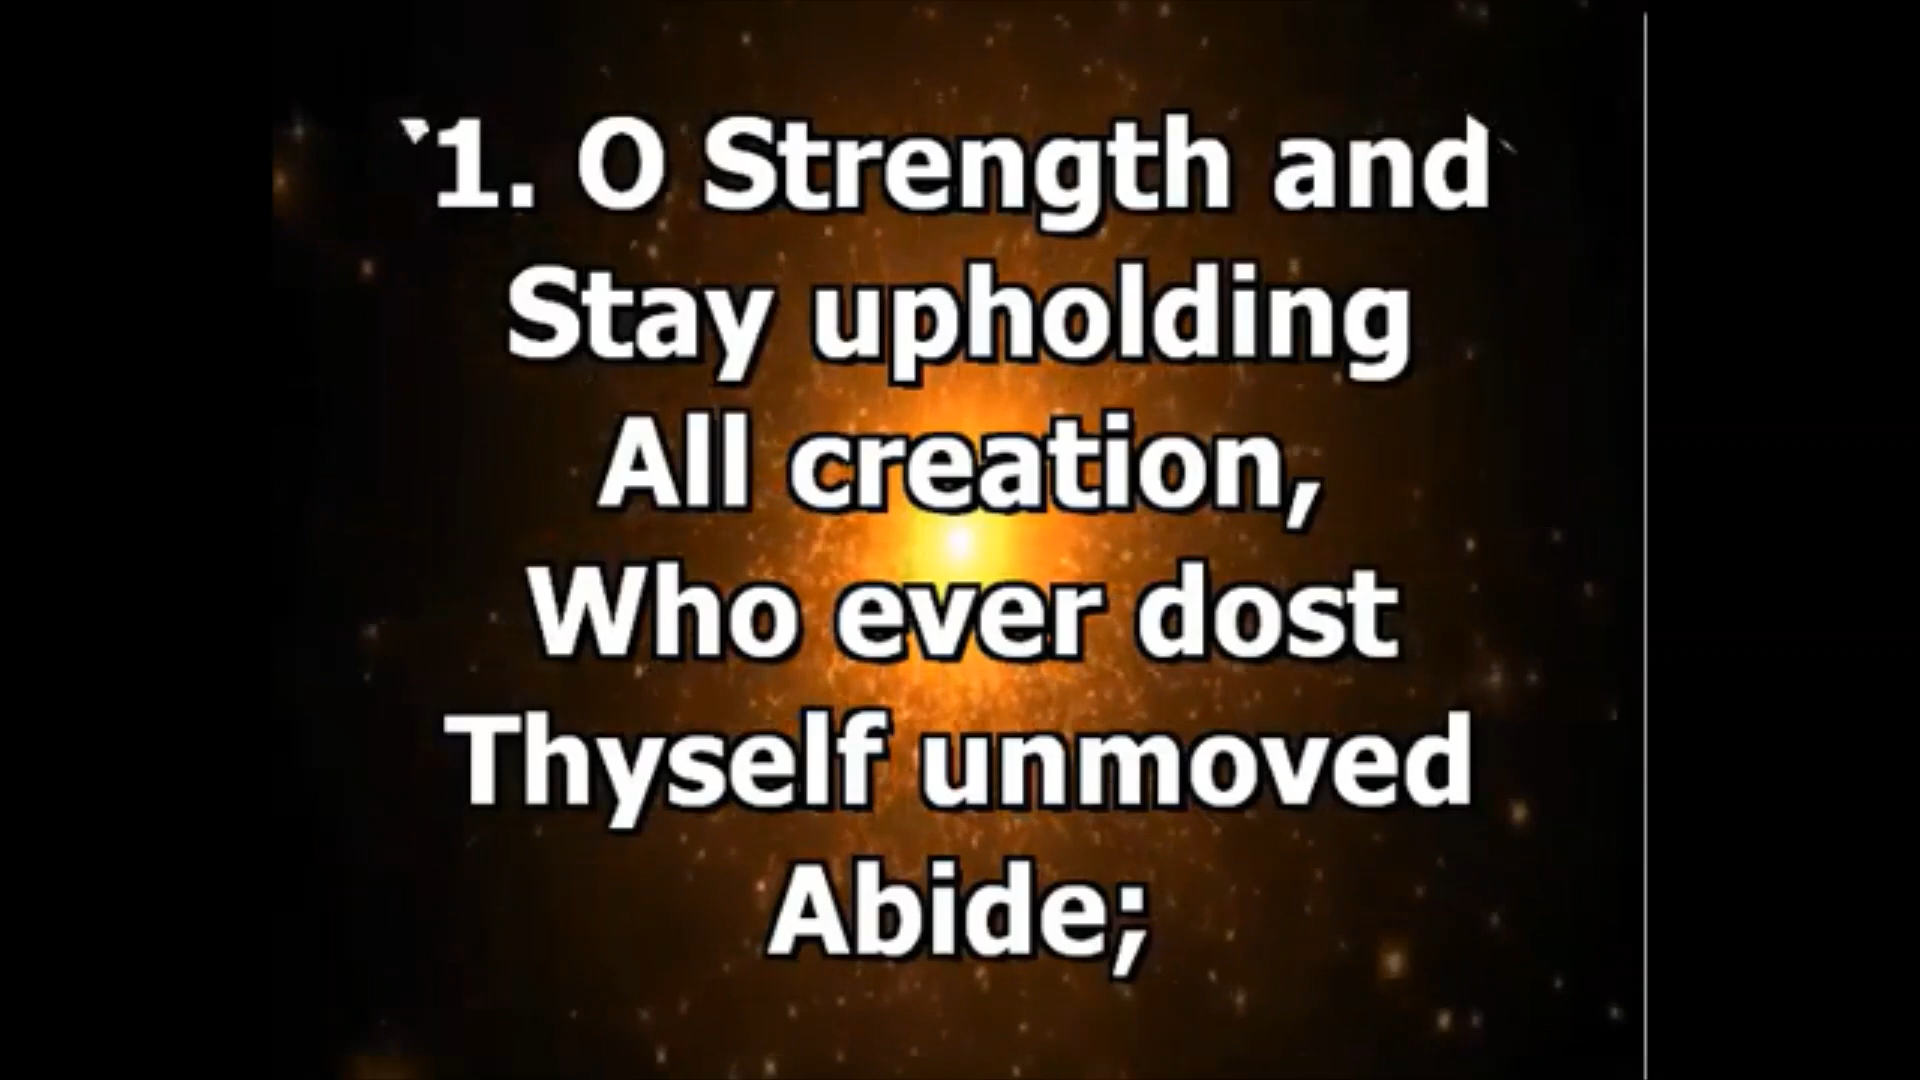 1. O Strength and
Stay upholding
All creation,
Who ever dost
Thyself unmoved
Abide;